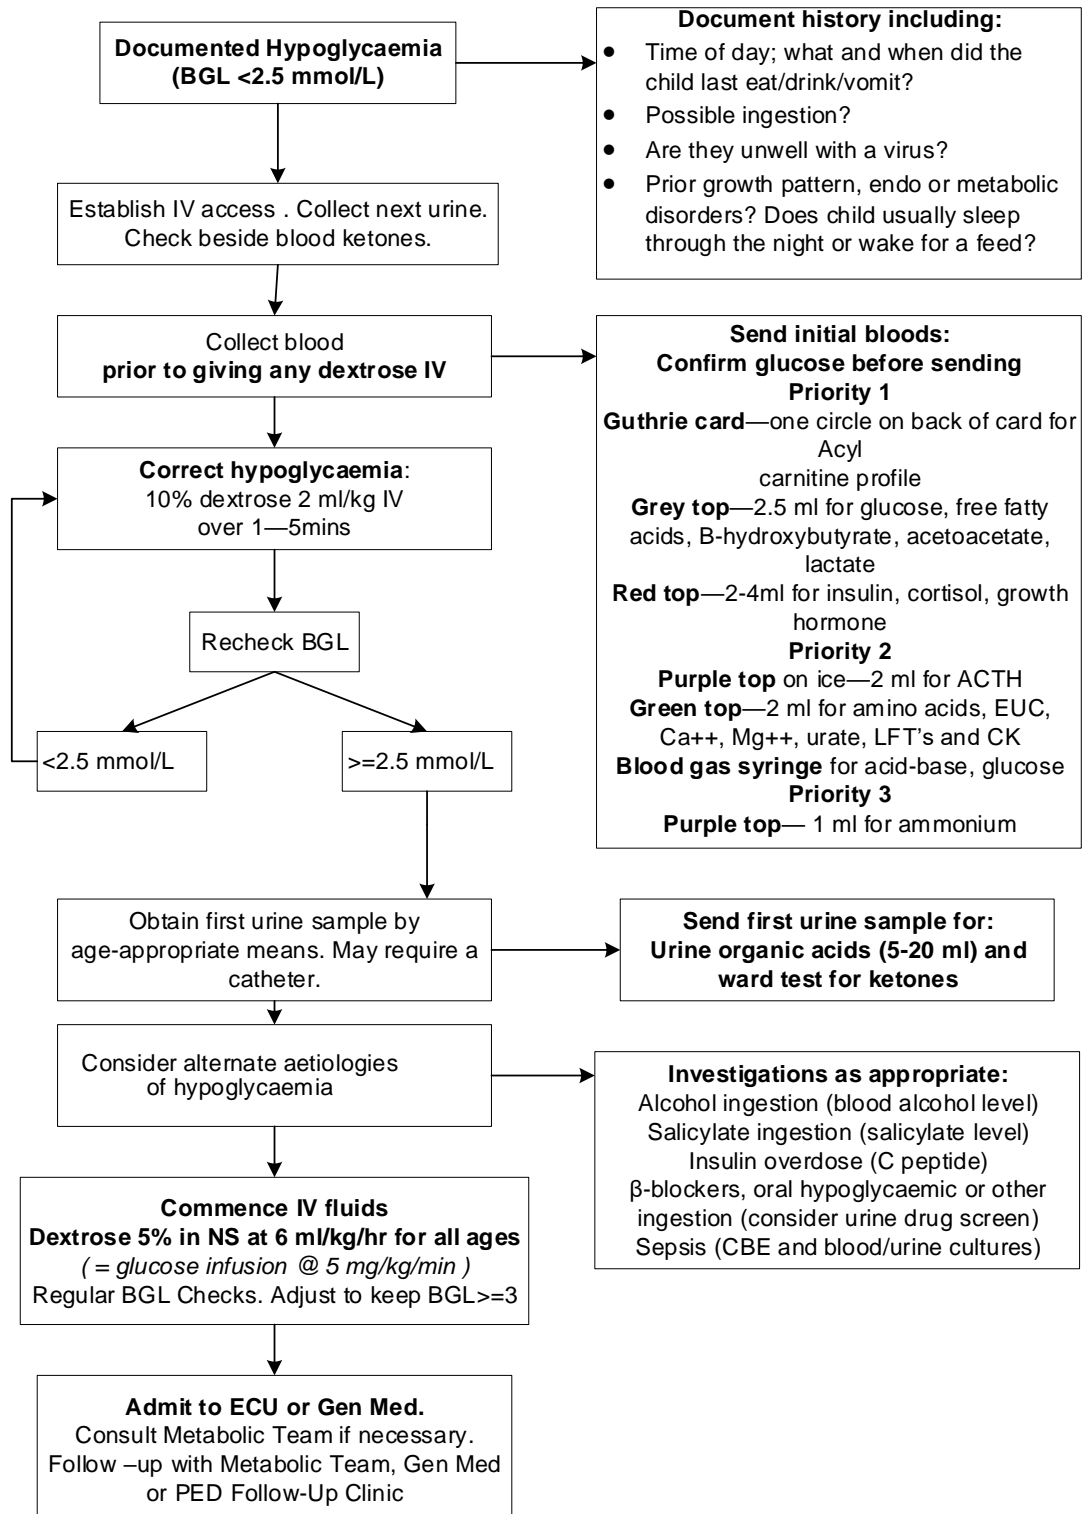 Documented Hypoglycaemia
(BGL <2.5 mmol/L)
Document history including:
● Time of day; what and when did the
child last eat/drink/vomit?
● Possible ingestion?
● Are they unwell with a virus?
● Prior growth pattern, endo or metabolic
disorders? Does child usually sleep
through the night or wake for a feed?
Establish IV access . Collect next urine.
Check beside blood ketones.
Collect blood
prior to giving any dextrose IV
Send initial bloods:
Confirm glucose before sending
Priority 1
Guthrie card—one circle on back of card for
Acyl
carnitine profile
Grey top—2.5 ml for glucose, free fatty
acids, B-hydroxybutyrate, acetoacetate,
lactate
Red top—2-4ml for insulin, cortisol, growth
hormone
Priority 2
Purple top on ice—2 ml for ACTH
Green top—2 ml for amino acids, EUC,
Ca++, Mg++, urate, LFT's and CK
Blood gas syringe for acid-base, glucose
Priority 3
Purple top— 1 ml for ammonium
Correct hypoglycaemia:
10% dextrose 2 ml/kg IV
over 1—5mins
Recheck BGL
<2.5 mmol/L
>=2.5 mmol/L
Obtain first urine sample by
age-appropriate means. May require a
catheter.
Send first urine sample for:
Urine organic acids (5-20 ml) and
ward test for ketones
Consider alternate aetiologies
of hypoglycaemia
Investigations as appropriate:
Alcohol ingestion (blood alcohol level)
Salicylate ingestion (salicylate level)
Insulin overdose (C peptide)
β-blockers, oral hypoglycaemic or other
ingestion (consider urine drug screen)
Sepsis (CBE and blood/urine cultures)
Commence IV fluids
Dextrose 5% in NS at 6 ml/kg/hr for all ages
( = glucose infusion @ 5 mg/kg/min )
Regular BGL Checks. Adjust to keep BGL>=3
Admit to ECU or Gen Med.
Consult Metabolic Team if necessary.
Follow –up with Metabolic Team, Gen Med
or PED Follow-Up Clinic